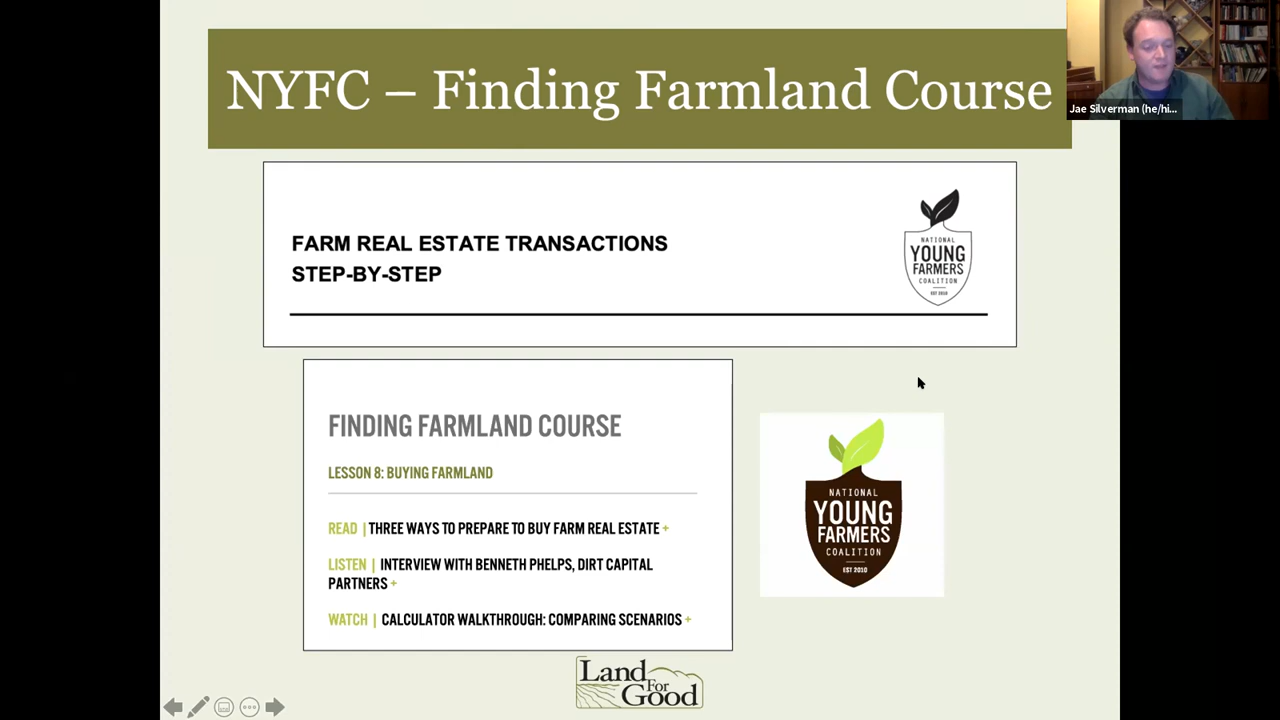 NYFC – Finding Farmland Course
Jae Silverman (he/hi...
FARM REAL ESTATE TRANSACTIONS
STEP-BY-STEP
NATIONAL
YOUNG
FARMERS
COALITION
EST 2010
FINDING FARMLAND COURSE
LESSON 8: BUYING FARMLAND
READ | THREE WAYS TO PREPARE TO BUY FARM REAL ESTATE +
LISTEN | INTERVIEW WITH BENNETH PHELPS, DIRT CAPITAL
PARTNERS +
WATCH | CALCULATOR WALKTHROUGH: COMPARING SCENARIOS +
NATIONAL
YOUNG
FARMERS
COALITION
EST 2010
Land
For
Good